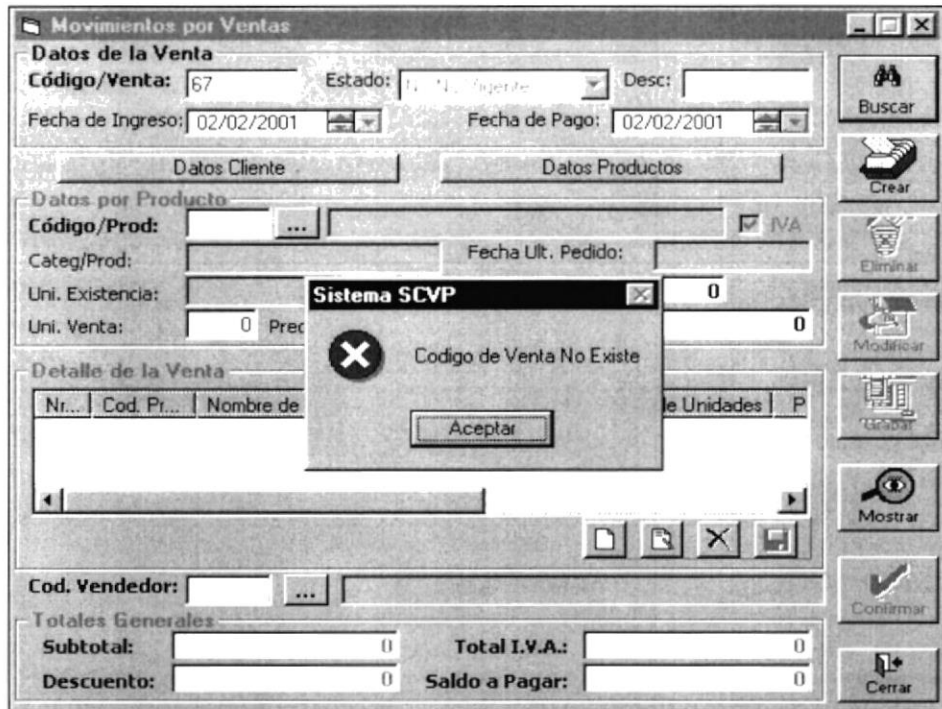 Movimientos por Ventas
Datos de la Venta
Código/Venta: 67 Estado: No Vigente Desc:
Fecha de Ingreso: 02/02/2001 Fecha de Pago: 02/02/2001
Datos Cliente Datos Productos
Datos por Producto
Código/Prod: ... IVA
Categ/Prod: Fecha Ult. Pedido:
Uni. Existencia: 0
Uni. Venta: 0 Prec 0
Sistema SCVP
Codigo de Venta No Existe
Aceptar
Detalle de la Venta
Nr... Cod. Pr... Nombre de de Unidades P
Cod. Vendedor: ...
Totales Generales
Subtotal: 0 Total I.V.A.: 0
Descuento: 0 Saldo a Pagar: 0
Buscar
Crear
Eliminar
Modificar
Grabar
Mostrar
Confirmar
Cerrar